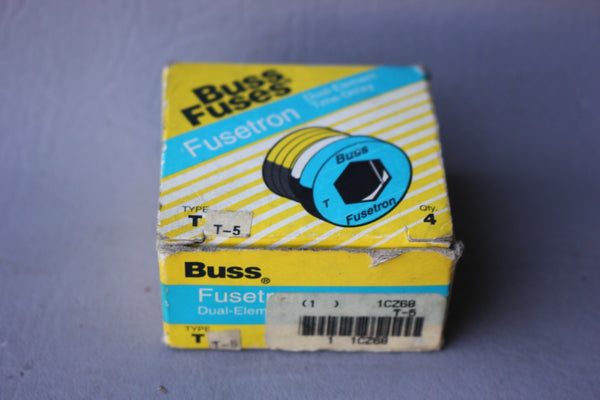 Buss
Fuses®
Fusetron
Dual-Element
Time-Delay
Buss
T
Fusetron
TYPE
T T-5
Qty.
4
Buss®
Fusetr
Dual-Elem
TYPE
T T-5
(1 ) 1CZ68
T-5
1 1CZ68